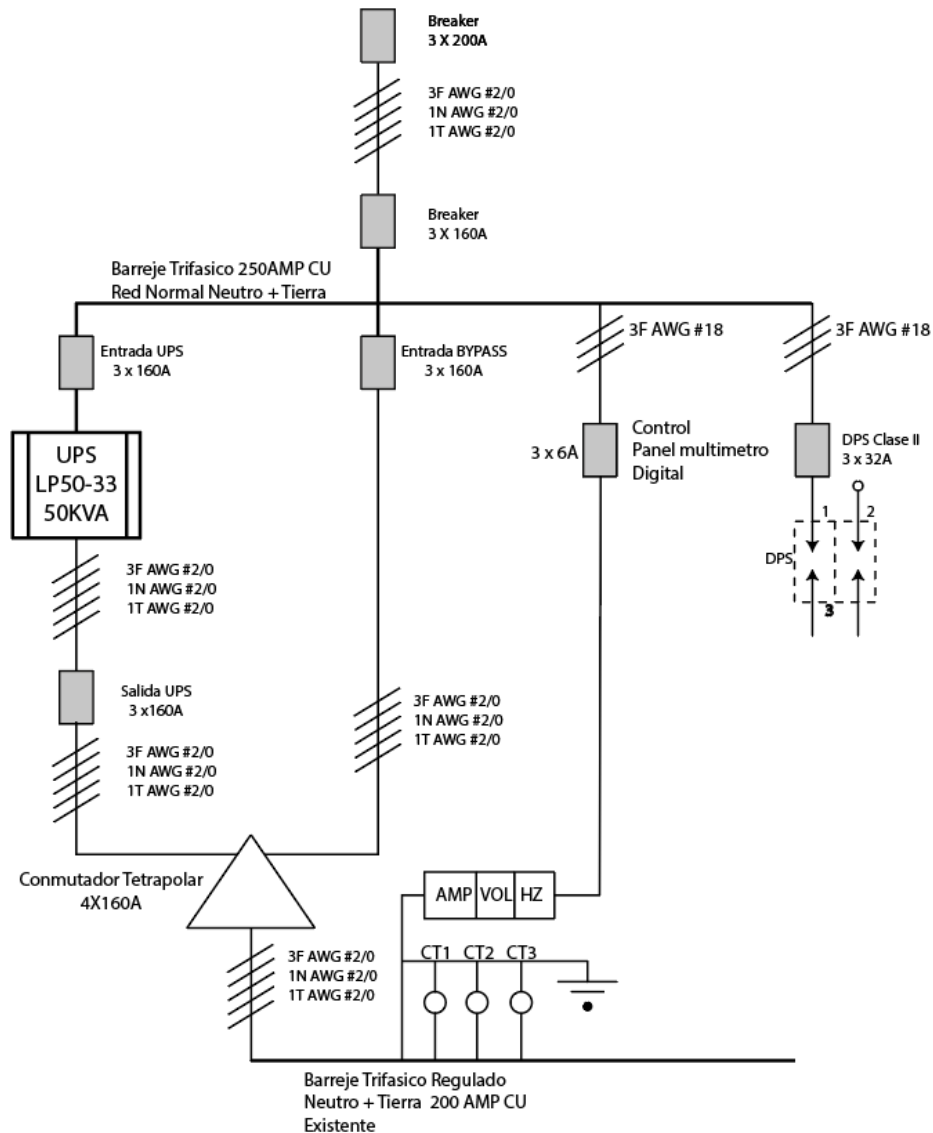 Breaker
3 X 200A
3F AWG #2/0
1N AWG #2/0
1T AWG #2/0
Breaker
3 X 160A
Barreje Trifasico 250AMP CU
Red Normal Neutro + Tierra
3F AWG #18
3F AWG #18
Entrada UPS
3 x 160A
Entrada BYPASS
3 x 160A
UPS
LP50-33
50KVA
3 x 6A
Control
Panel multimetro
Digital
DPS Clase II
3 x 32A
1
2
DPS
3
3F AWG #2/0
1N AWG #2/0
1T AWG #2/0
Salida UPS
3 x160A
3F AWG #2/0
1N AWG #2/0
1T AWG #2/0
3F AWG #2/0
1N AWG #2/0
1T AWG #2/0
Conmutador Tetrapolar
4X160A
AMP VOL HZ
CT1 CT2 CT3
3F AWG #2/0
1N AWG #2/0
1T AWG #2/0
Barreje Trifasico Regulado
Neutro + Tierra 200 AMP CU
Existente